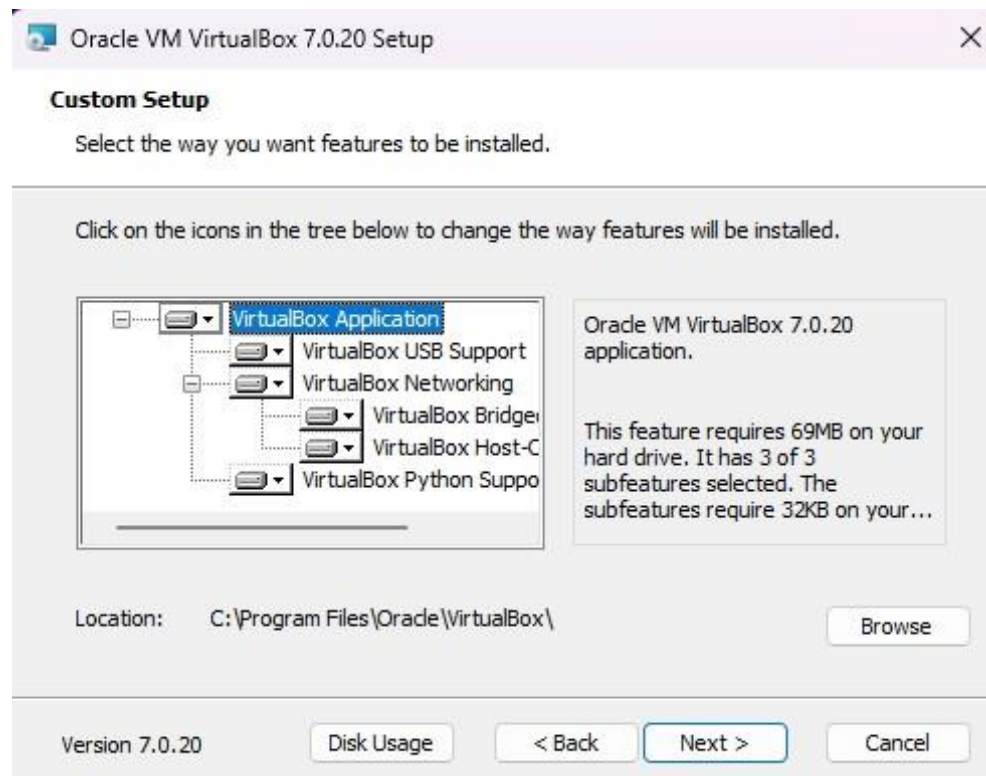 Oracle VM VirtualBox 7.0.20 Setup
Custom Setup
Select the way you want features to be installed.
Click on the icons in the tree below to change the way features will be installed.
VirtualBox Application
VirtualBox USB Support
VirtualBox Networking
VirtualBox Bridge
VirtualBox Host-C
VirtualBox Python Suppo
Oracle VM VirtualBox 7.0.20
application.
This feature requires 69MB on your
hard drive. It has 3 of 3
subfeatures selected. The
subfeatures require 32KB on your...
Location: C:\Program Files\Oracle\VirtualBox\
Browse
Version 7.0.20
Disk Usage
< Back
Next >
Cancel